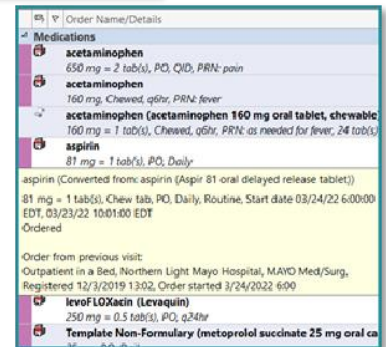 Order Name/Details
Medications
acetaminophen
650 mg = 2 tab(s), PO, QID, PRN: pain
acetaminophen
160 mg, Chewed, q6hr, PRN: fever
acetaminophen (acetaminophen 160 mg oral tablet, chewable
160 mg = 1 tab(s), Chewed, q6hr, PRN: as needed for fever, 24 tab(s)
aspirin
81 mg = 1 tab(s), PO, Daily
aspirin (Converted from: aspirin (Aspir 81 oral delayed release tablet))
81 mg = 1 tab(s), Chew tab, PO, Daily, Routine, Start date 03/24/22 6:00:00
EDT, 03/23/22 10:01:00 EDT
Ordered
Order from previous visit:
Outpatient in a Bed, Northern Light Mayo Hospital, MAYO Med/Surg,
Registered 12/3/2019 13:02, Order started 3/24/2022 6:00
levoFLOXacin (Levaquin)
250 mg = 0.5 tab(s), PO, q24hr
Template Non-Formulary (metoprolol succinate 25 mg oral ca